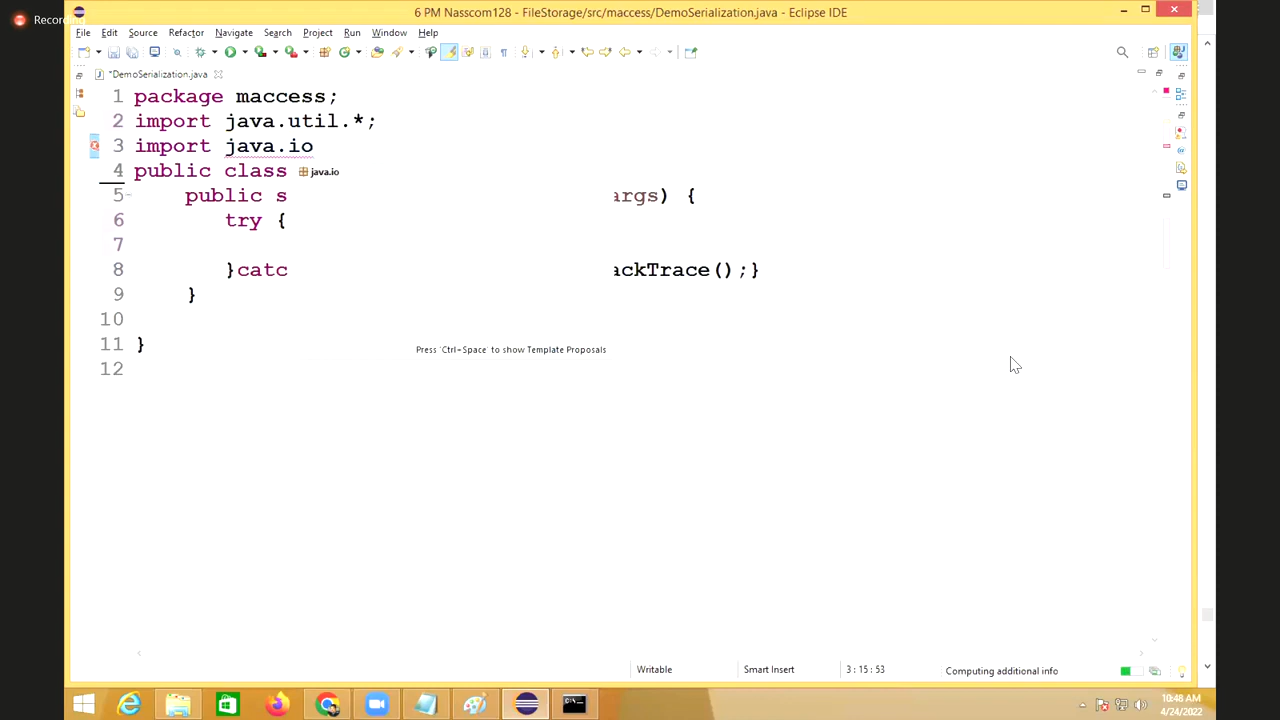 Recording
6 PM Nasscom128 - FileStorage/src/maccess/DemoSerialization.java - Eclipse IDE
File Edit Source Refactor Navigate Search Project Run Window Help
*DemoSerialization.java
1 package maccess;
2 import java.util.*;
3 import java.io
4 public class
java.io
5 public s args) {
6 try {
7
8 }catc ackTrace();}
9 }
10
11 }
12
Press 'Ctrl+Space' to show Template Proposals
Writable Smart Insert 3 : 15 : 53 Computing additional info
10:48 AM
4/24/2022